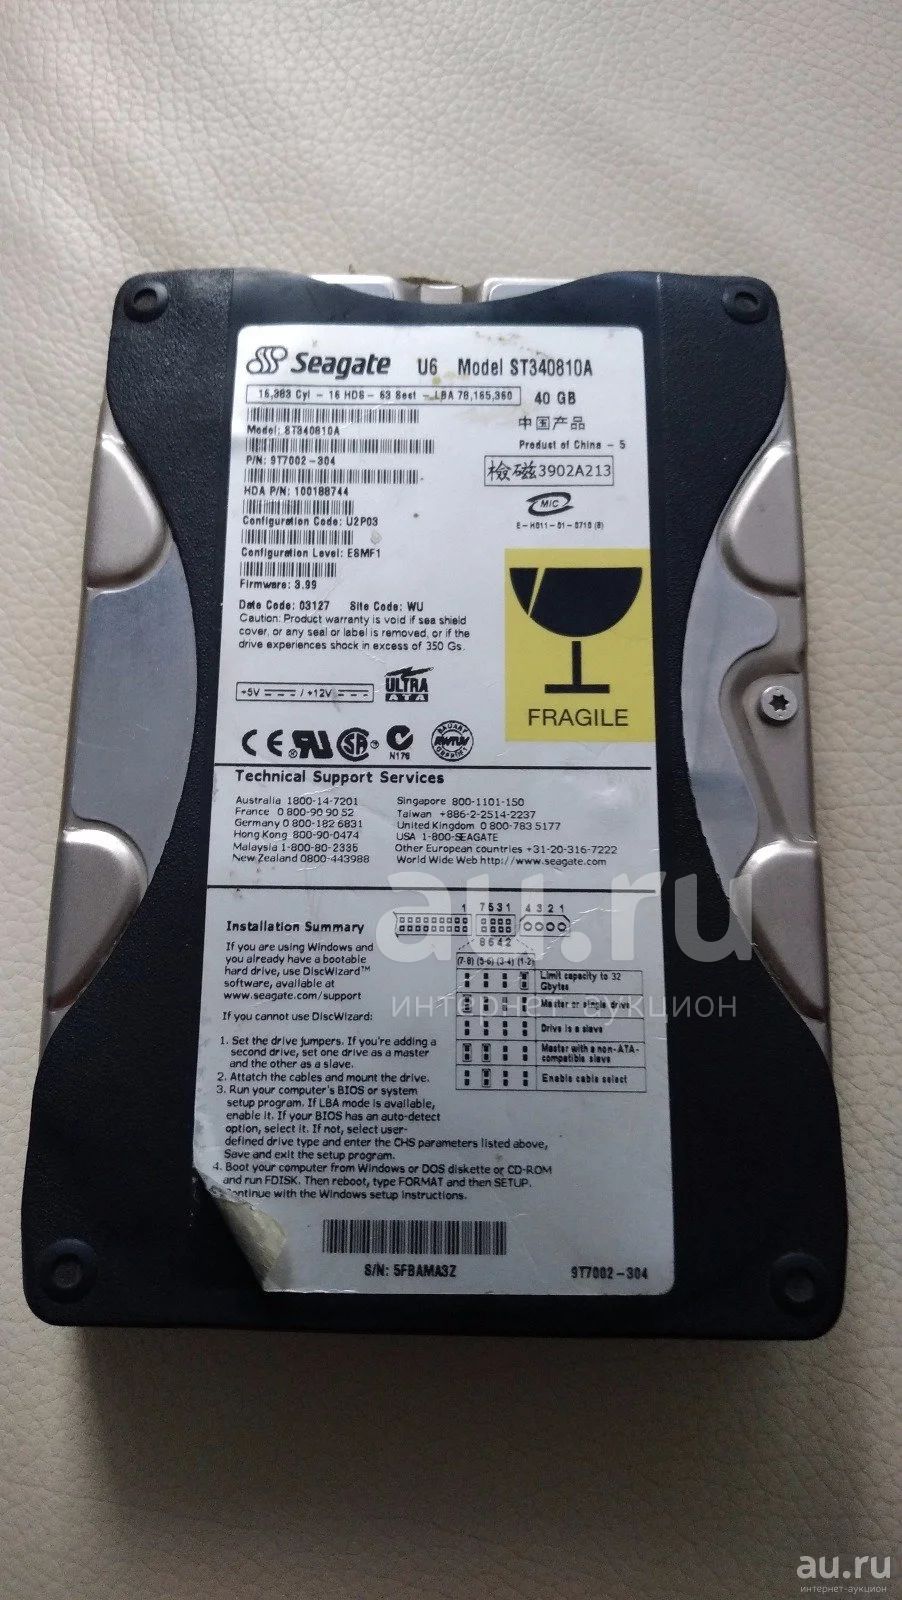 Seagate U6 Model ST340810A
16,383 Cyl - 16 HDS - 63 Sect - LBA 78,165,360 40 GB
中国产品
Model: ST340810A
Product of China - 5
P/N: 9T7002-304
检磁3902A213
HDA P/N: 100188744
MIC
Configuration Code: U2P03
E-H011-01-0710 (B)
Configuration Level: E8MF1
Firmware: 3.99
Date Code: 03127 Site Code: WU
Caution: Product warranty is void if sea shield
cover, or any seal or label is removed, or if the
drive experiences shock in excess of 350 Gs.
+5V / +12V
ULTRA
ATA
FRAGILE
N176
Technical Support Services
Australia 1800-14-7201
France 0 800-90 90 52
Germany 0 800-182 6831
Hong Kong 800-90-0474
Malaysia 1-800-80-2335
New Zealand 0800-443988
Singapore 800-1101-150
Taiwan +886-2-2514-2237
United Kingdom 0 800-783 5177
USA 1-800-SEAGATE
Other European countries +31-20-316-7222
World Wide Web http://www.seagate.com
Installation Summary
If you are using Windows and
you already have a bootable
hard drive, use DiscWizard™
software, available at
www.seagate.com/support
If you cannot use DiscWizard:
1. Set the drive jumpers. If you're adding a
second drive, set one drive as a master
and the other as a slave.
2. Attatch the cables and mount the drive.
3. Run your computer's BIOS or system
setup program. If LBA mode is available,
enable it. If your BIOS has an auto-detect
option, select it. If not, select user-
defined drive type and enter the CHS parameters listed above,
Save and exit the setup program.
4. Boot your computer from Windows or DOS diskette or CD-ROM
and run FDISK. Then reboot, type FORMAT and then SETUP.
Continue with the Windows setup instructions.
1 7531 4321
8642
(7-8) (5-6) (3-4) (1-2)
Limit capacity to 32
Gbytes
Master or single drive
Drive is a slave
Master with a non-ATA-
compatible slave
Enable cable select
S/N: 5FBAMA3Z
9T7002-304
au.ru
интернет-аукцион
au.ru
интернет-аукцион